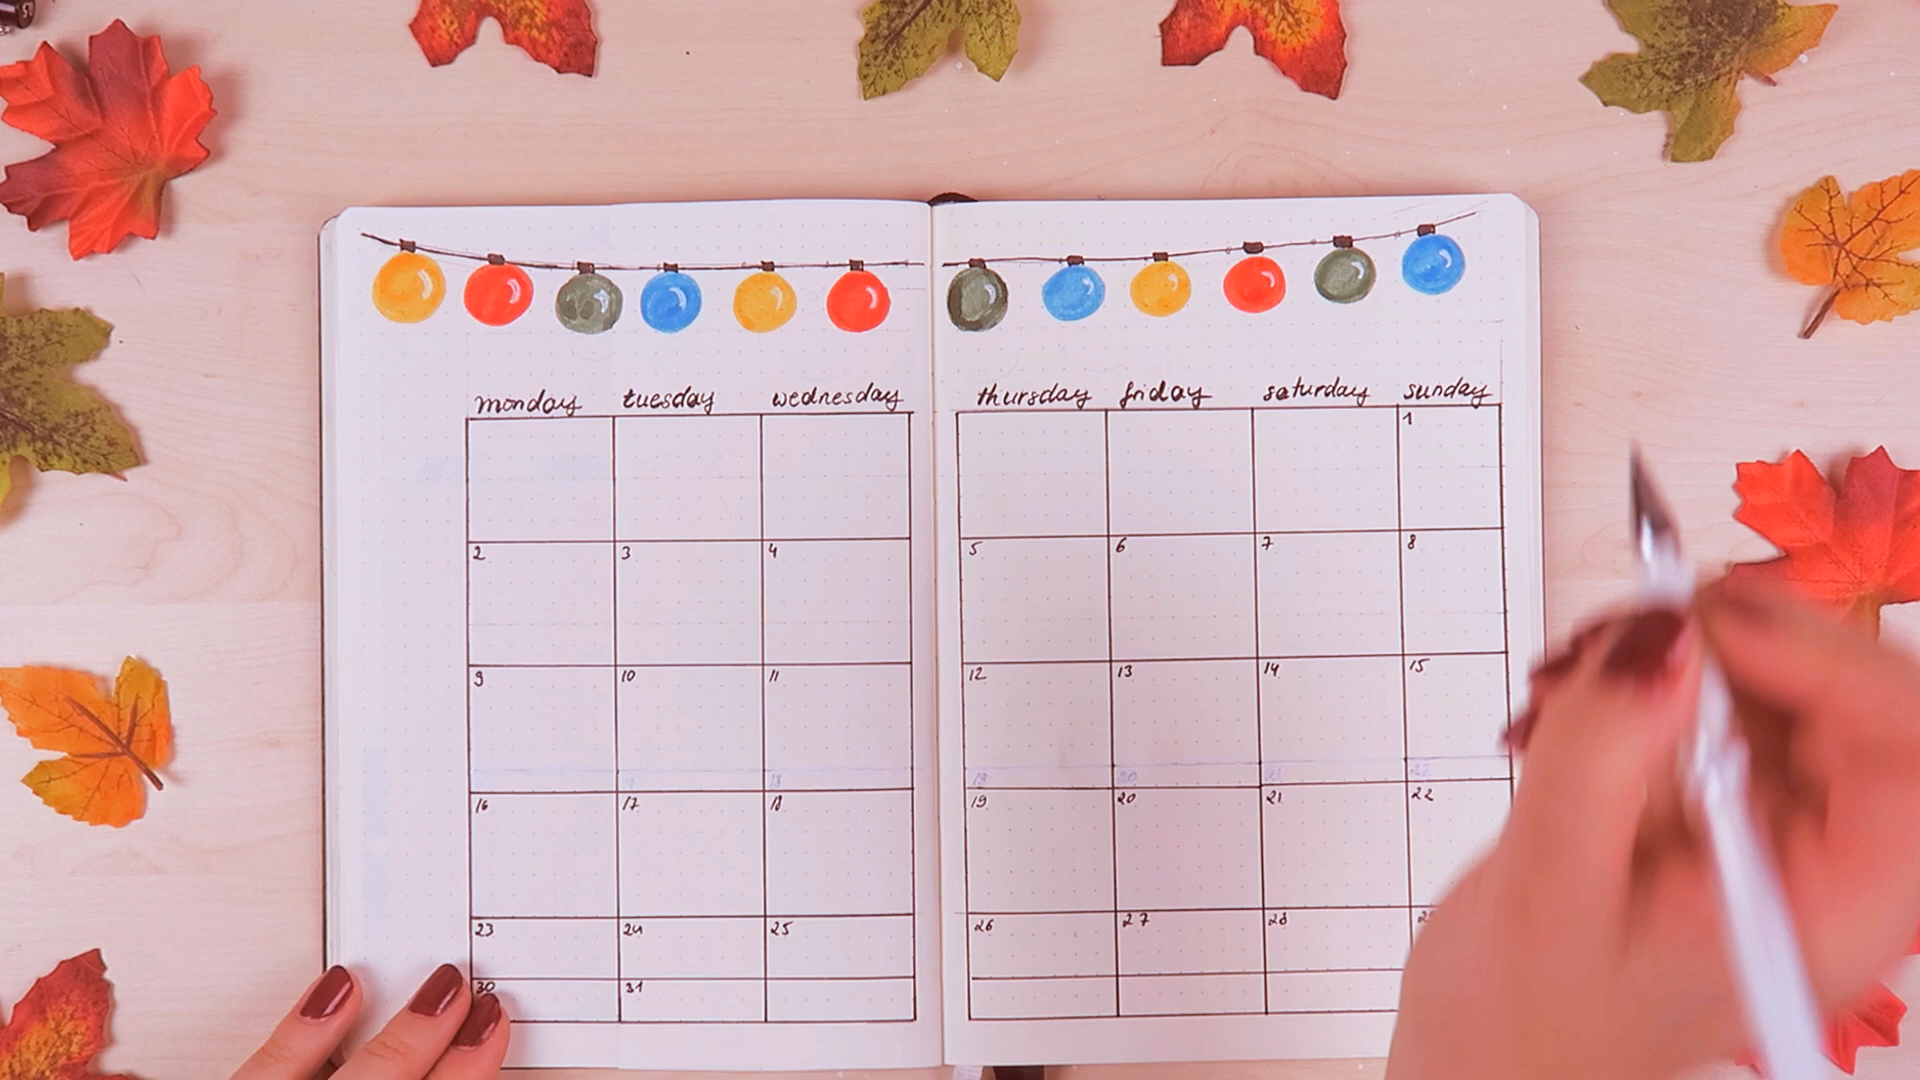 monday tuesday wednesday thursday friday saturday sunday
1
2 3 4 5 6 7 8
9 10 11 12 13 14 15
16 17 18 19 20 21 22
23 24 25 26 27 28
30 31